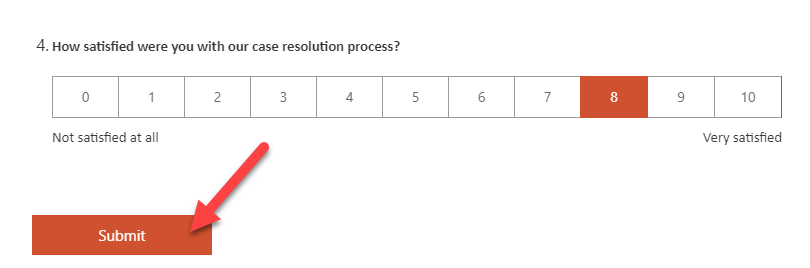 4. How satisfied were you with our case resolution process?
0 1 2 3 4 5 6 7 8 9 10
Not satisfied at all Very satisfied
Submit